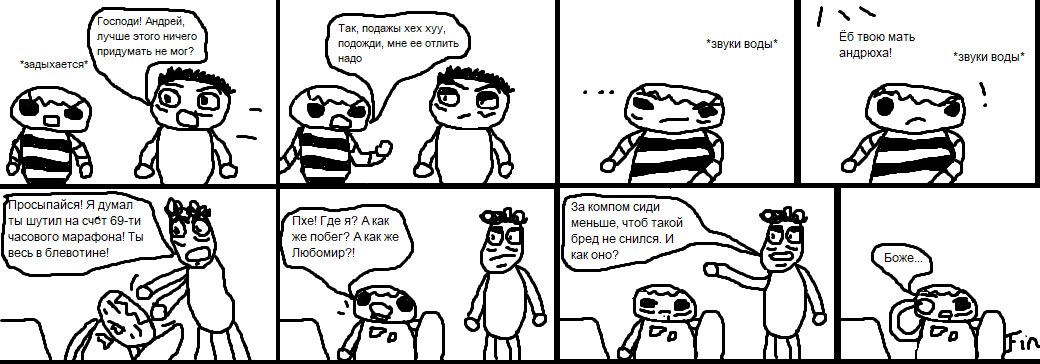 Господи! Андрей,
лучше этого ничего
придумать не мог?
*задыхается*
Так, подажы хех хуу,
подожди, мне ее отлить
надо
*звуки воды*
Ёб твою мать
андрюха!
*звуки воды*
Просыпайся! Я думал
ты шутил на счёт 69-ти
часового марафона! Ты
весь в блевотине!
Пхе! Где я? А как
же побег? А как же
Любомир?!
За компом сиди
меньше, чтоб такой
бред не снился. И
как оно?
Боже...
Fin